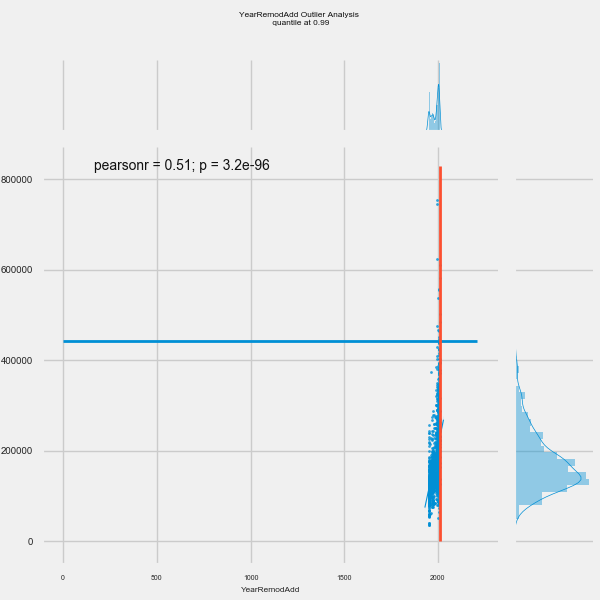 YearRemodAdd Outlier Analysis
quantile at 0.99
pearsonr = 0.51; p = 3.2e-96
800000
600000
400000
200000
0
0 500 1000 1500 2000
YearRemodAdd